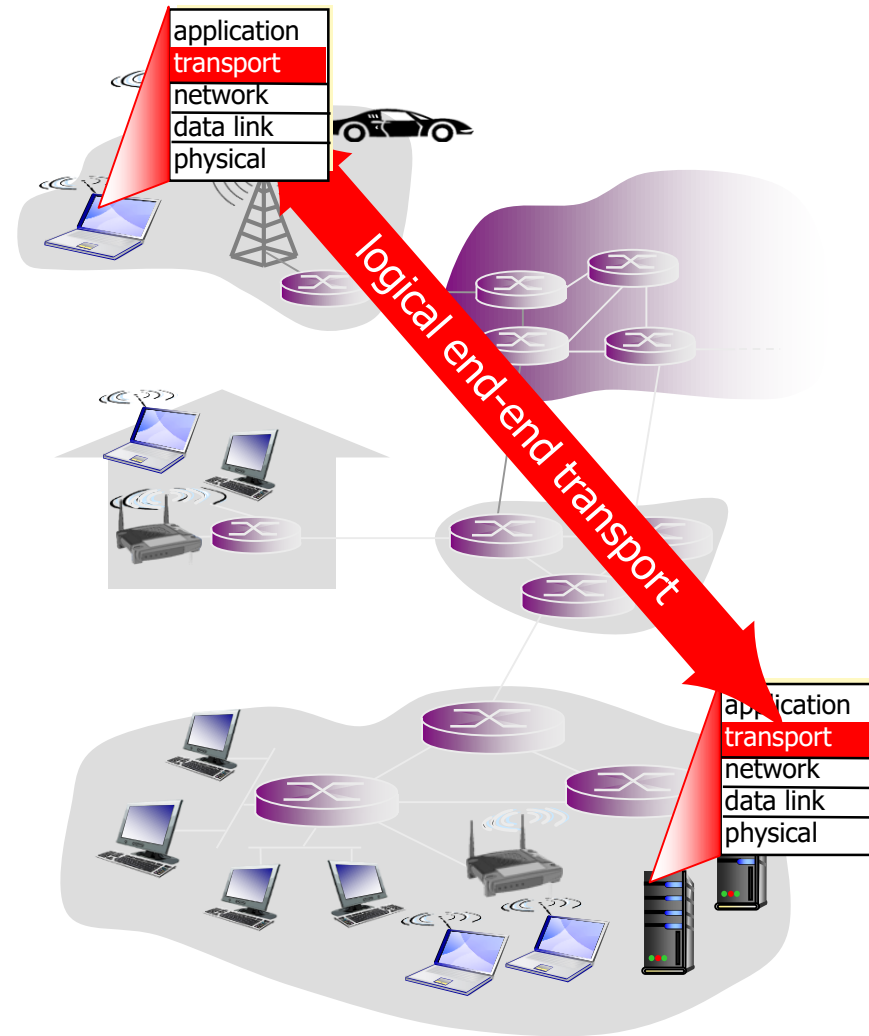 application
transport
network
data link
physical
logical end-end transport
application
transport
network
data link
physical